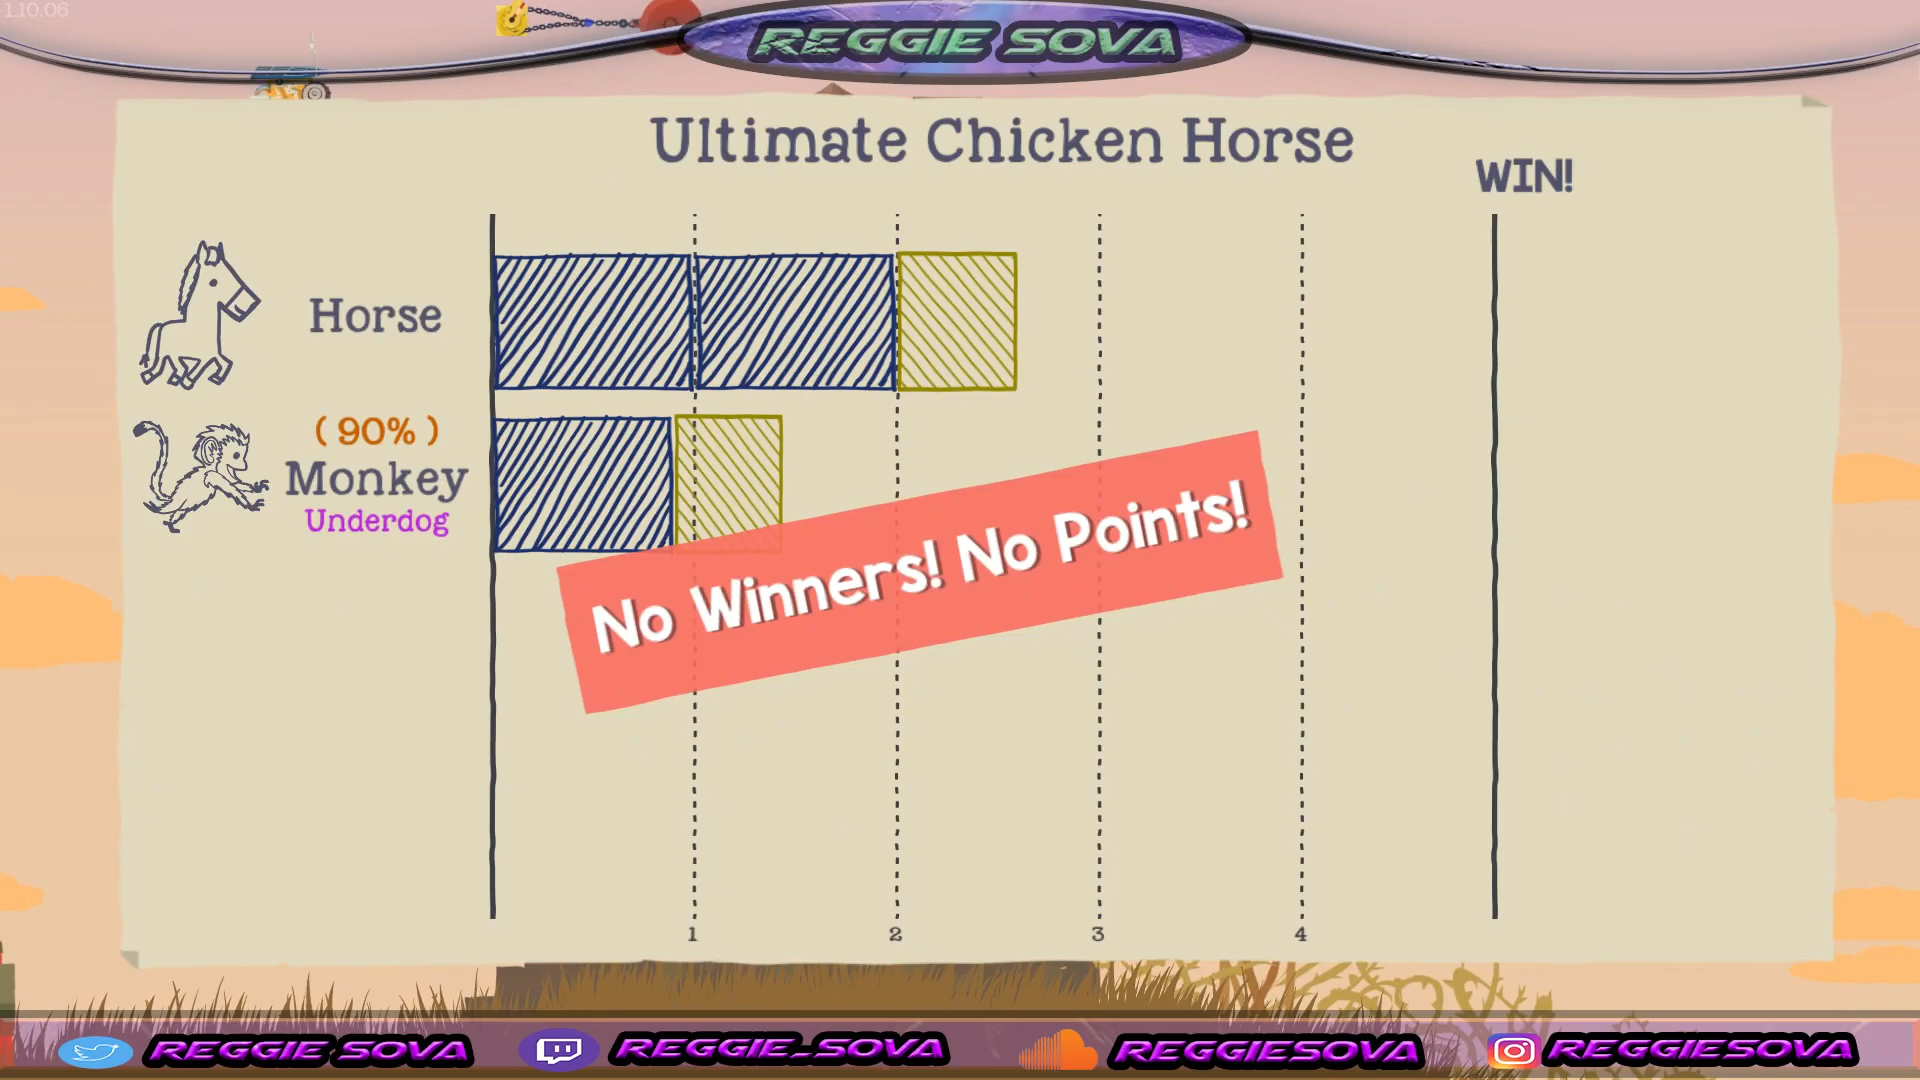 1.10.06
REGGIE SOVA
Ultimate Chicken Horse
WIN!
Horse
( 90% )
Monkey
Underdog
No Winners! No Points!
1 2 3 4
REGGIE SOVA REGGIE_SOVA REGGIESOVA REGGIESOVA